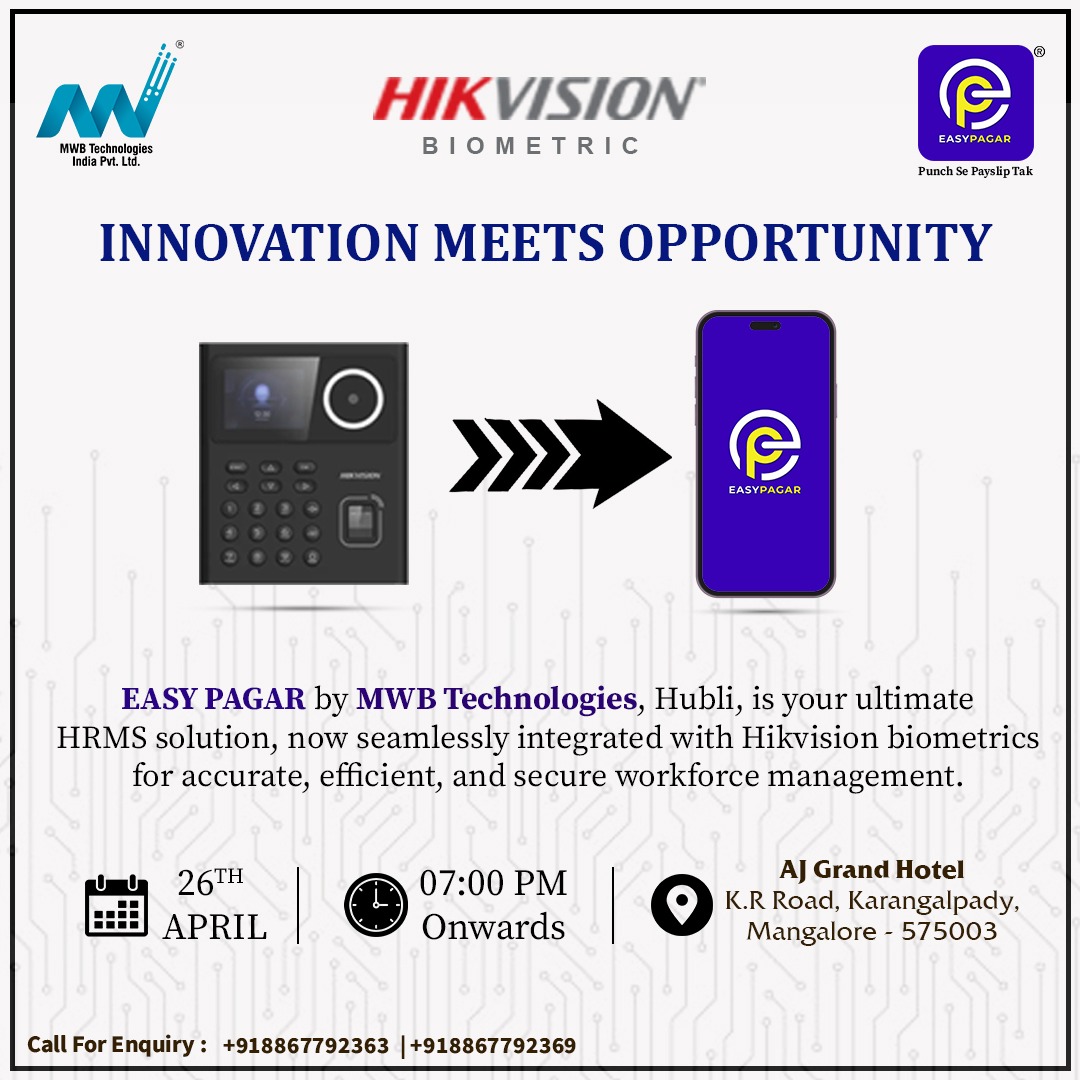 MWB Technologies
India Pvt. Ltd.
®
HIKVISION
BIOMETRIC
®
EASYPAGAR
Punch Se Payslip Tak
INNOVATION MEETS OPPORTUNITY
HIKVISION
EASYPAGAR
EASY PAGAR by MWB Technologies, Hubli, is your ultimate
HRMS solution, now seamlessly integrated with Hikvision biometrics
for accurate, efficient, and secure workforce management.
26TH
APRIL
07:00 PM
Onwards
AJ Grand Hotel
K.R Road, Karangalpady,
Mangalore - 575003
Call For Enquiry : +918867792363 | +918867792369